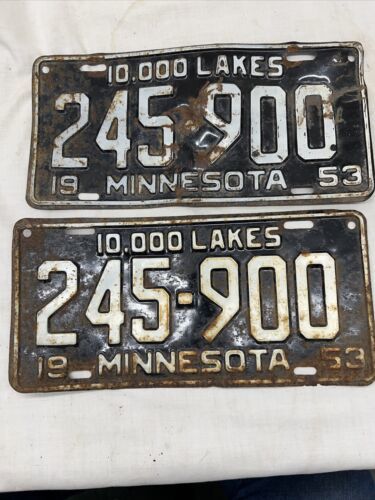 10,000 LAKES
245-900
19 MINNESOTA 53
10,000 LAKES
245-900
19 MINNESOTA 53